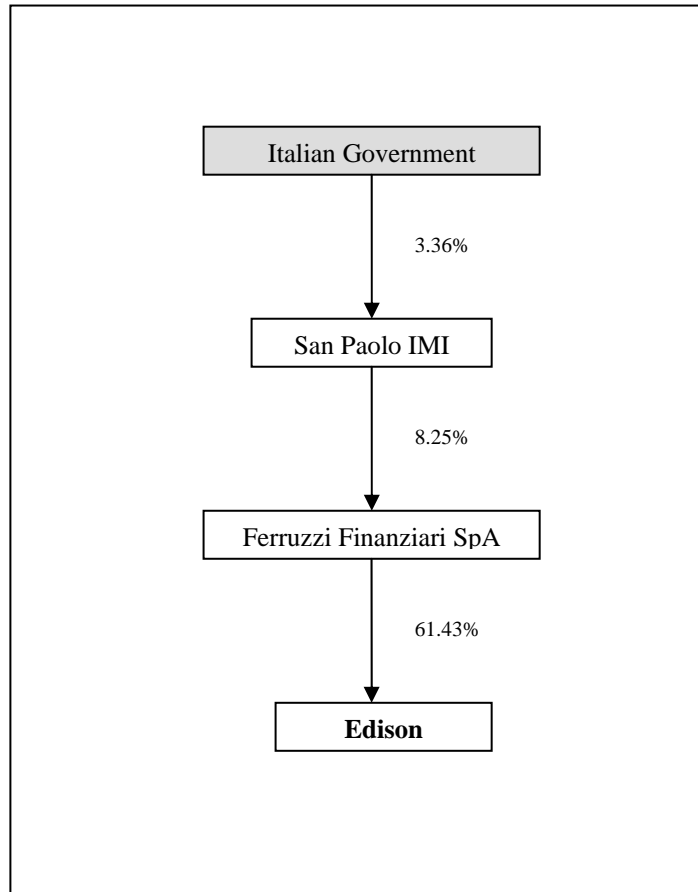 Italian Government
3.36%
San Paolo IMI
8.25%
Ferruzzi Finanziari SpA
61.43%
Edison